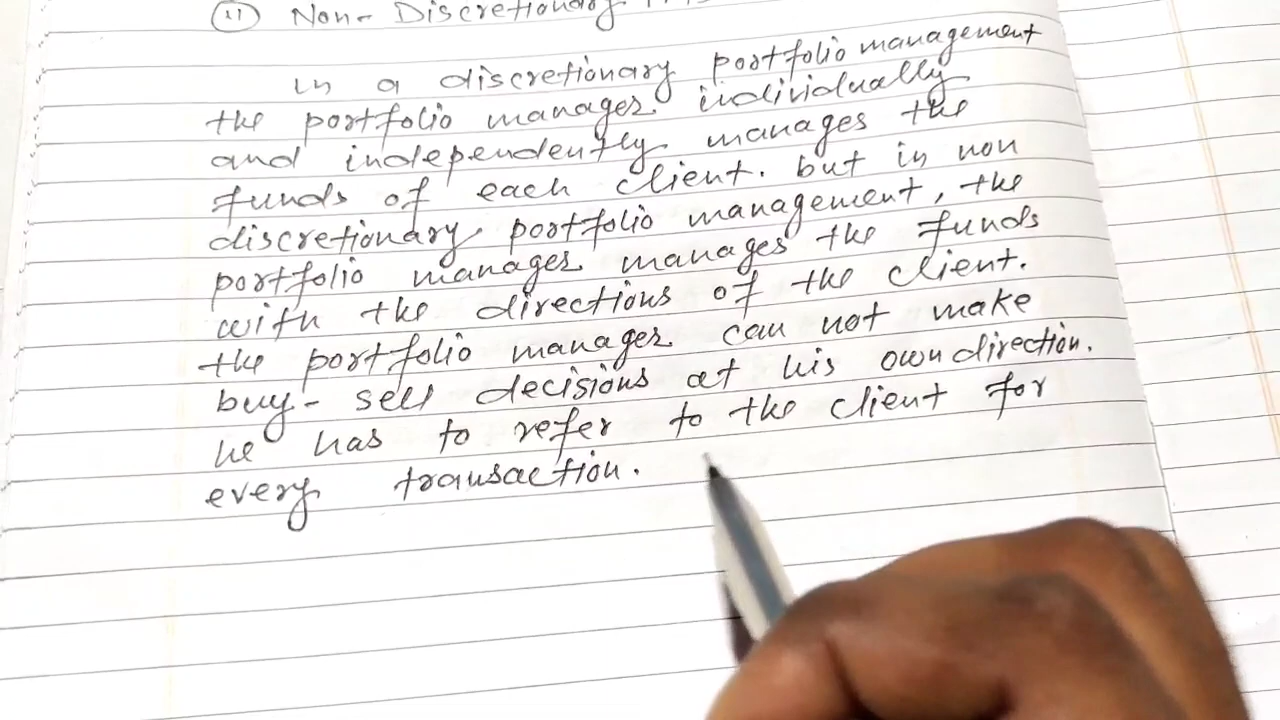 (ii) Non-Discretionary
in a discretionary portfolio management
the portfolio manager individually
and independently manages the
funds of each client. but in non
discretionary portfolio management, the
portfolio manager manages the funds
with the directions of the client.
the portfolio manager can not make
buy- sell decisions at his own direction.
he has to refer to the client for
every transaction.